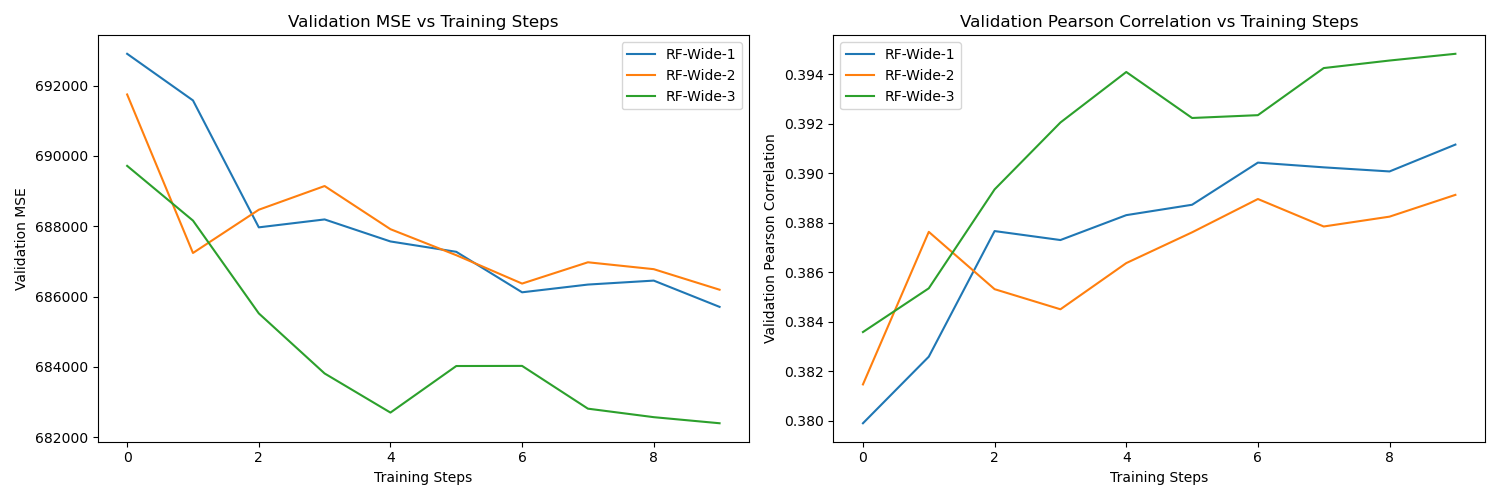 Validation MSE vs Training Steps
Validation MSE
692000
690000
688000
686000
684000
682000
0
2
4
6
8
Training Steps
RF-Wide-1
RF-Wide-2
RF-Wide-3
Validation Pearson Correlation vs Training Steps
Validation Pearson Correlation
0.394
0.392
0.390
0.388
0.386
0.384
0.382
0.380
0
2
4
6
8
Training Steps
RF-Wide-1
RF-Wide-2
RF-Wide-3